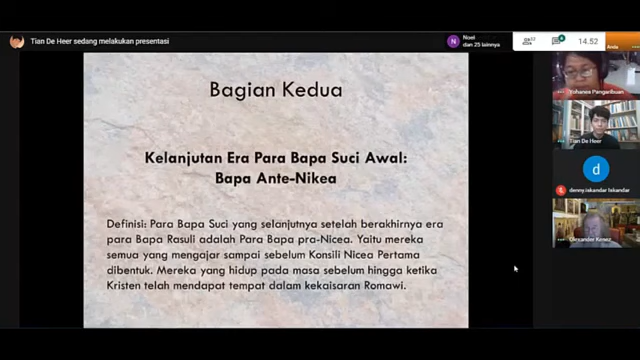 Tian De Heer sedang melakukan presentasi
Noel
dan 25 lainnya
14.52
Anda
Bagian Kedua
Kelanjutan Era Para Bapa Suci Awal:
Bapa Ante-Nikea
Definisi: Para Bapa Suci yang selanjutnya setelah berakhirnya era
para Bapa Rasuli adalah Para Bapa pra-Nicea. Yaitu mereka
semua yang mengajar sampai sebelum Konsili Nicea Pertama
dibentuk. Mereka yang hidup pada masa sebelum hingga ketika
Kristen telah mendapat tempat dalam kekaisaran Romawi.
Yohanes Pangaribuan
Tian De Heer
d
denny.iskandar Iskandar
N